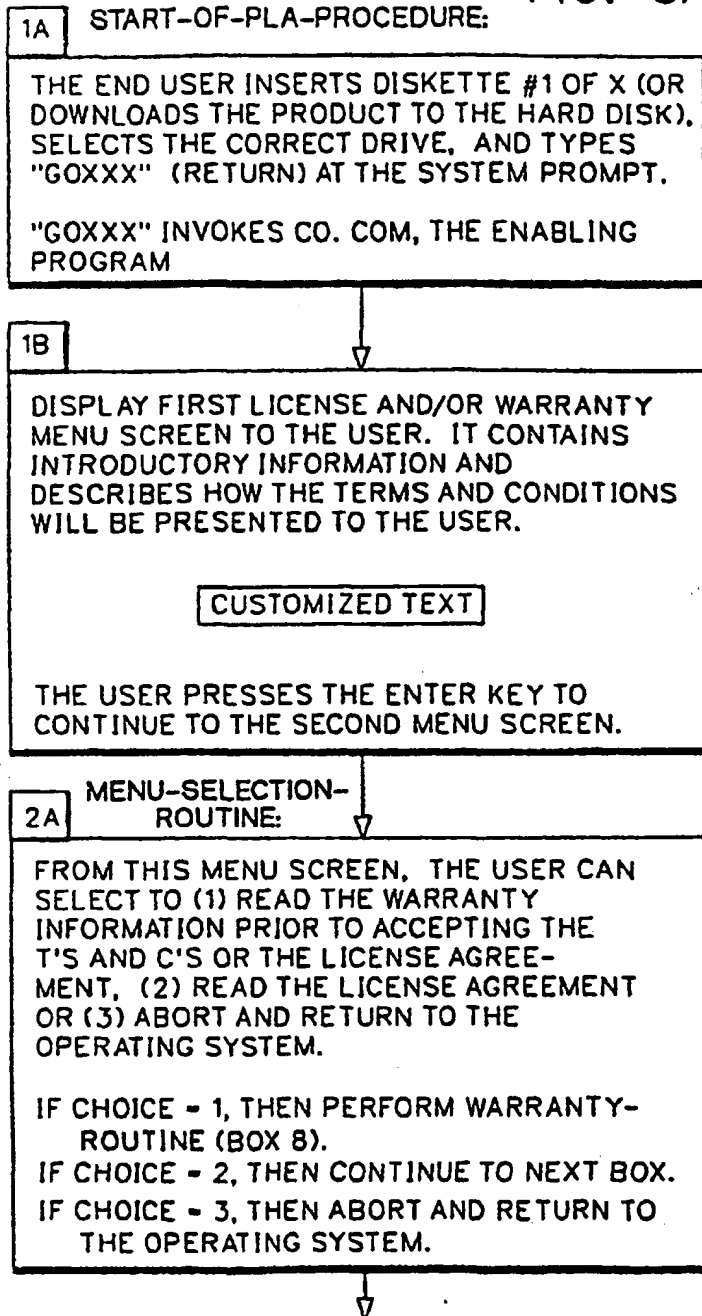 1A START-OF-PLA-PROCEDURE:
THE END USER INSERTS DISKETTE #1 OF X (OR
DOWNLOADS THE PRODUCT TO THE HARD DISK),
SELECTS THE CORRECT DRIVE, AND TYPES
"GOXXX" (RETURN) AT THE SYSTEM PROMPT.
"GOXXX" INVOKES CO. COM, THE ENABLING
PROGRAM
1B
DISPLAY FIRST LICENSE AND/OR WARRANTY
MENU SCREEN TO THE USER. IT CONTAINS
INTRODUCTORY INFORMATION AND
DESCRIBES HOW THE TERMS AND CONDITIONS
WILL BE PRESENTED TO THE USER.
CUSTOMIZED TEXT
THE USER PRESSES THE ENTER KEY TO
CONTINUE TO THE SECOND MENU SCREEN.
2A MENU-SELECTION-
ROUTINE:
FROM THIS MENU SCREEN, THE USER CAN
SELECT TO (1) READ THE WARRANTY
INFORMATION PRIOR TO ACCEPTING THE
T'S AND C'S OR THE LICENSE AGREE-
MENT, (2) READ THE LICENSE AGREEMENT
OR (3) ABORT AND RETURN TO THE
OPERATING SYSTEM.
IF CHOICE = 1, THEN PERFORM WARRANTY-
ROUTINE (BOX 8).
IF CHOICE = 2, THEN CONTINUE TO NEXT BOX.
IF CHOICE = 3, THEN ABORT AND RETURN TO
THE OPERATING SYSTEM.